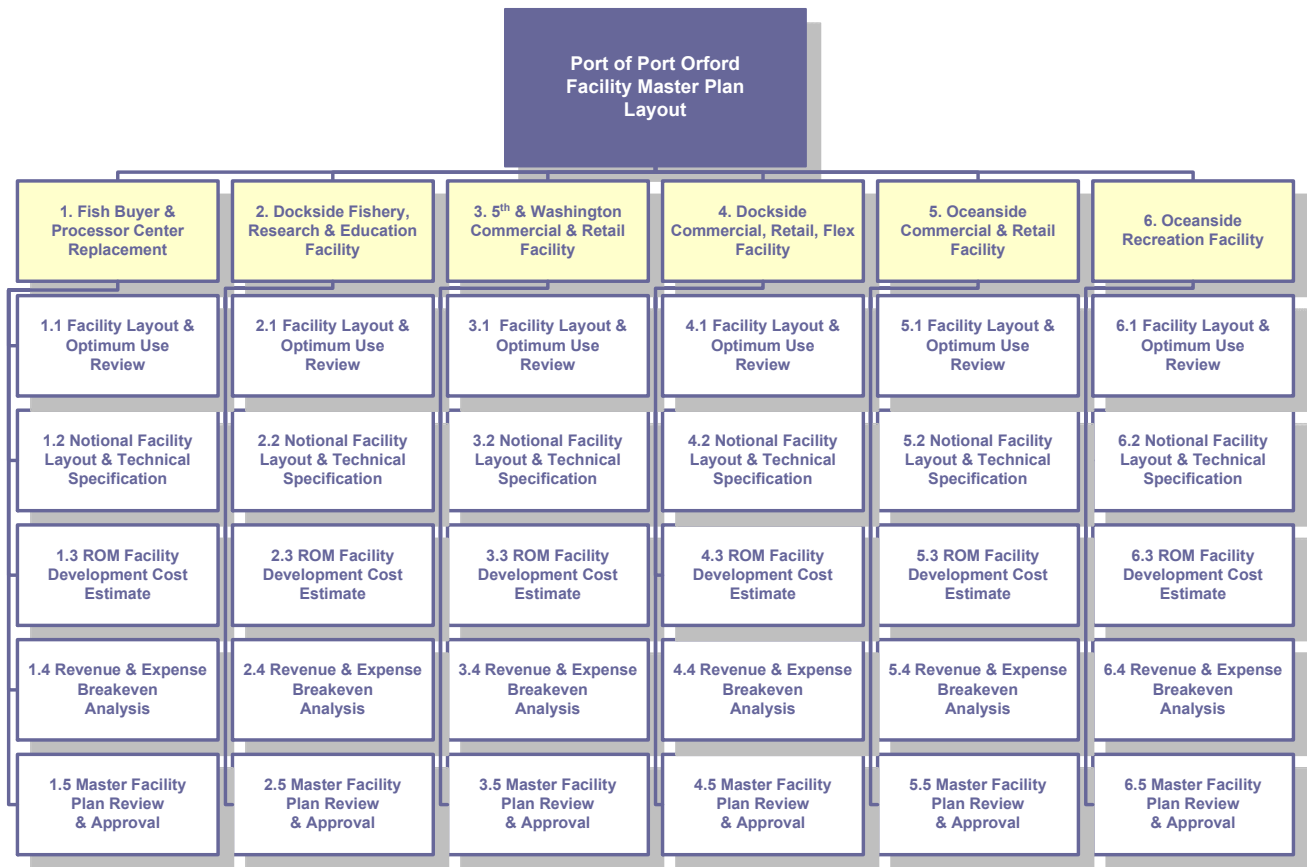 Port of Port Orford
Facility Master Plan
Layout
1. Fish Buyer &
Processor Center
Replacement
2. Dockside Fishery,
Research & Education
Facility
3. 5th & Washington
Commercial & Retail
Facility
4. Dockside
Commercial, Retail, Flex
Facility
5. Oceanside
Commercial & Retail
Facility
6. Oceanside
Recreation Facility
1.1 Facility Layout &
Optimum Use
Review
2.1 Facility Layout &
Optimum Use
Review
3.1 Facility Layout &
Optimum Use
Review
4.1 Facility Layout &
Optimum Use
Review
5.1 Facility Layout &
Optimum Use
Review
6.1 Facility Layout &
Optimum Use
Review
1.2 Notional Facility
Layout & Technical
Specification
2.2 Notional Facility
Layout & Technical
Specification
3.2 Notional Facility
Layout & Technical
Specification
4.2 Notional Facility
Layout & Technical
Specification
5.2 Notional Facility
Layout & Technical
Specification
6.2 Notional Facility
Layout & Technical
Specification
1.3 ROM Facility
Development Cost
Estimate
2.3 ROM Facility
Development Cost
Estimate
3.3 ROM Facility
Development Cost
Estimate
4.3 ROM Facility
Development Cost
Estimate
5.3 ROM Facility
Development Cost
Estimate
6.3 ROM Facility
Development Cost
Estimate
1.4 Revenue & Expense
Breakeven
Analysis
2.4 Revenue & Expense
Breakeven
Analysis
3.4 Revenue & Expense
Breakeven
Analysis
4.4 Revenue & Expense
Breakeven
Analysis
5.4 Revenue & Expense
Breakeven
Analysis
6.4 Revenue & Expense
Breakeven
Analysis
1.5 Master Facility
Plan Review
& Approval
2.5 Master Facility
Plan Review
& Approval
3.5 Master Facility
Plan Review
& Approval
4.5 Master Facility
Plan Review
& Approval
5.5 Master Facility
Plan Review
& Approval
6.5 Master Facility
Plan Review
& Approval